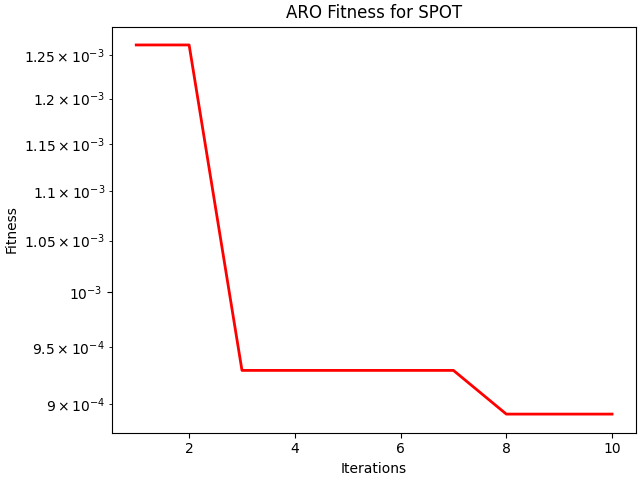 ARO Fitness for SPOT
1.25 × 10⁻³
1.2 × 10⁻³
1.15 × 10⁻³
1.1 × 10⁻³
1.05 × 10⁻³
10⁻³
9.5 × 10⁻⁴
9 × 10⁻⁴
Fitness
2 4 6 8 10
Iterations